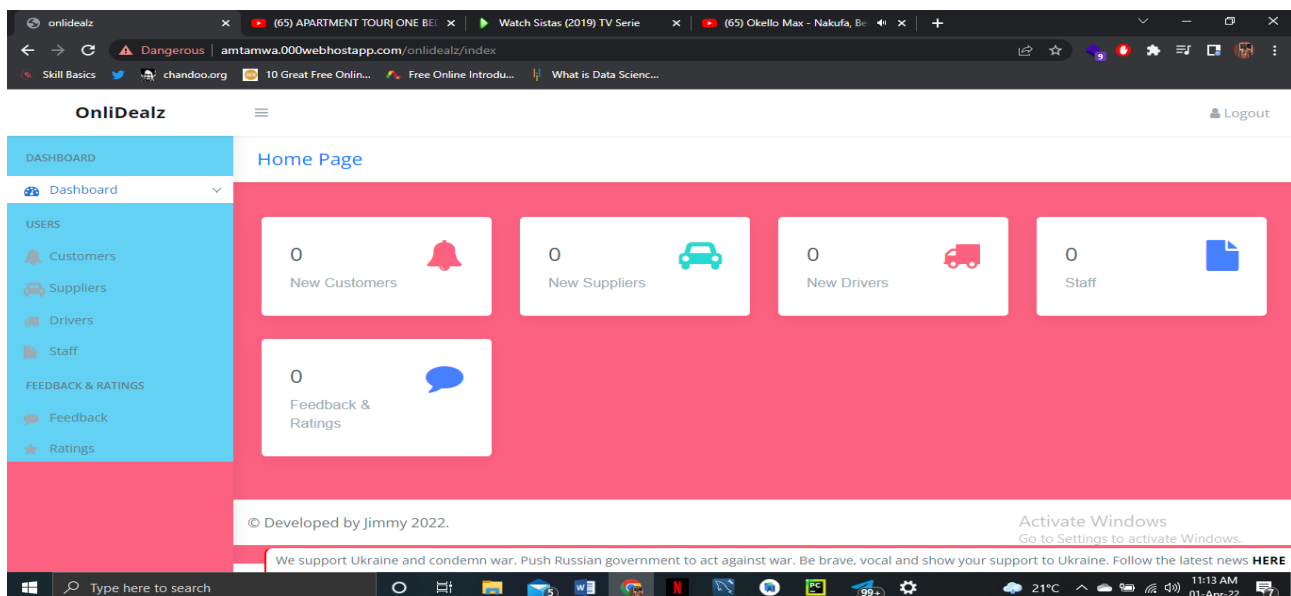 onlidealz
(65) APARTMENT TOUR| ONE BE
Watch Sistas (2019) TV Serie
(65) Okello Max - Nakufa, Be
Dangerous | amtamwa.000webhostapp.com/onlidealz/index
9
Skill Basics chandoo.org 10 Great Free Onlin... Free Online Introdu... What is Data Scienc...
OnliDealz Logout
DASHBOARD
Home Page
Dashboard
USERS
Customers
Suppliers
Drivers
Staff
FEEDBACK & RATINGS
Feedback
Ratings
0
New Customers
0
New Suppliers
0
New Drivers
0
Staff
0
Feedback &
Ratings
© Developed by Jimmy 2022.
Activate Windows
Go to Settings to activate Windows.
We support Ukraine and condemn war. Push Russian government to act against war. Be brave, vocal and show your support to Ukraine. Follow the latest news HERE
Type here to search
5
W
N
PC
99+
21°C
11:13 AM
01-Apr-22
7